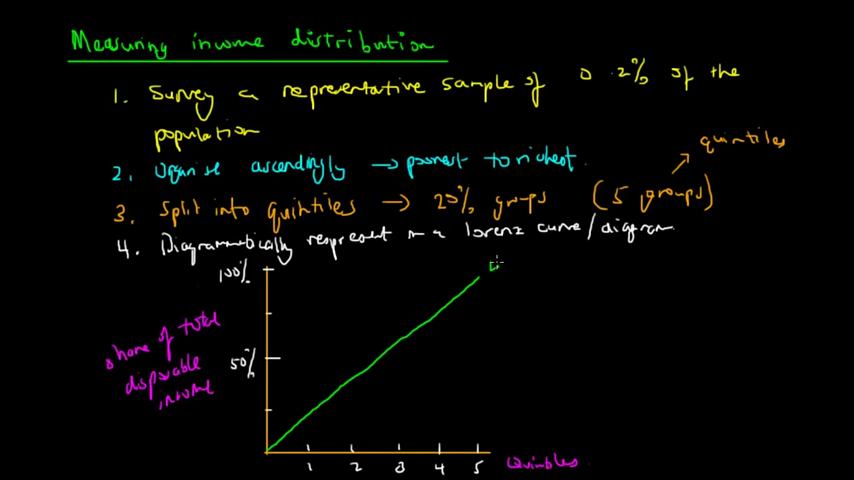 Measuring income distribution
1. Survey a representative sample of 0.2% of the
population
quintiles
2. Organise ascendingly → poorest to richest.
3. Split into quintiles → 20% groups (5 groups)
4. Diagrammatically represent in a lorenz curve/diagram
100%
share of total
disposable
income
50%
1 2 3 4 5 Quintiles